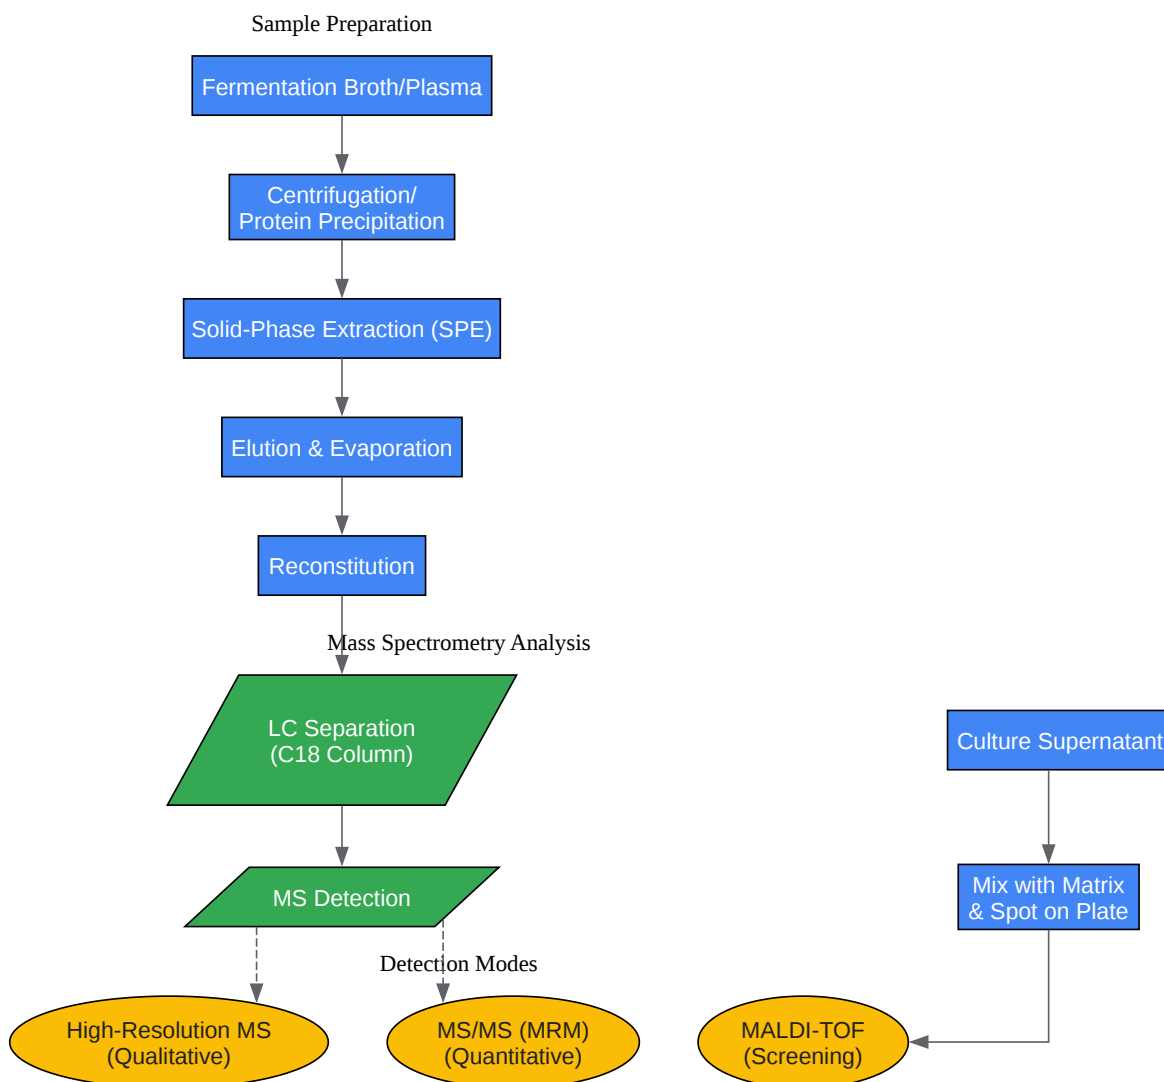 Sample Preparation
Fermentation Broth/Plasma
Centrifugation/
Protein Precipitation
Solid-Phase Extraction (SPE)
Elution & Evaporation
Reconstitution
Mass Spectrometry Analysis
LC Separation
(C18 Column)
MS Detection
Detection Modes
High-Resolution MS
(Qualitative)
MS/MS (MRM)
(Quantitative)
Culture Supernatant
Mix with Matrix
& Spot on Plate
MALDI-TOF
(Screening)